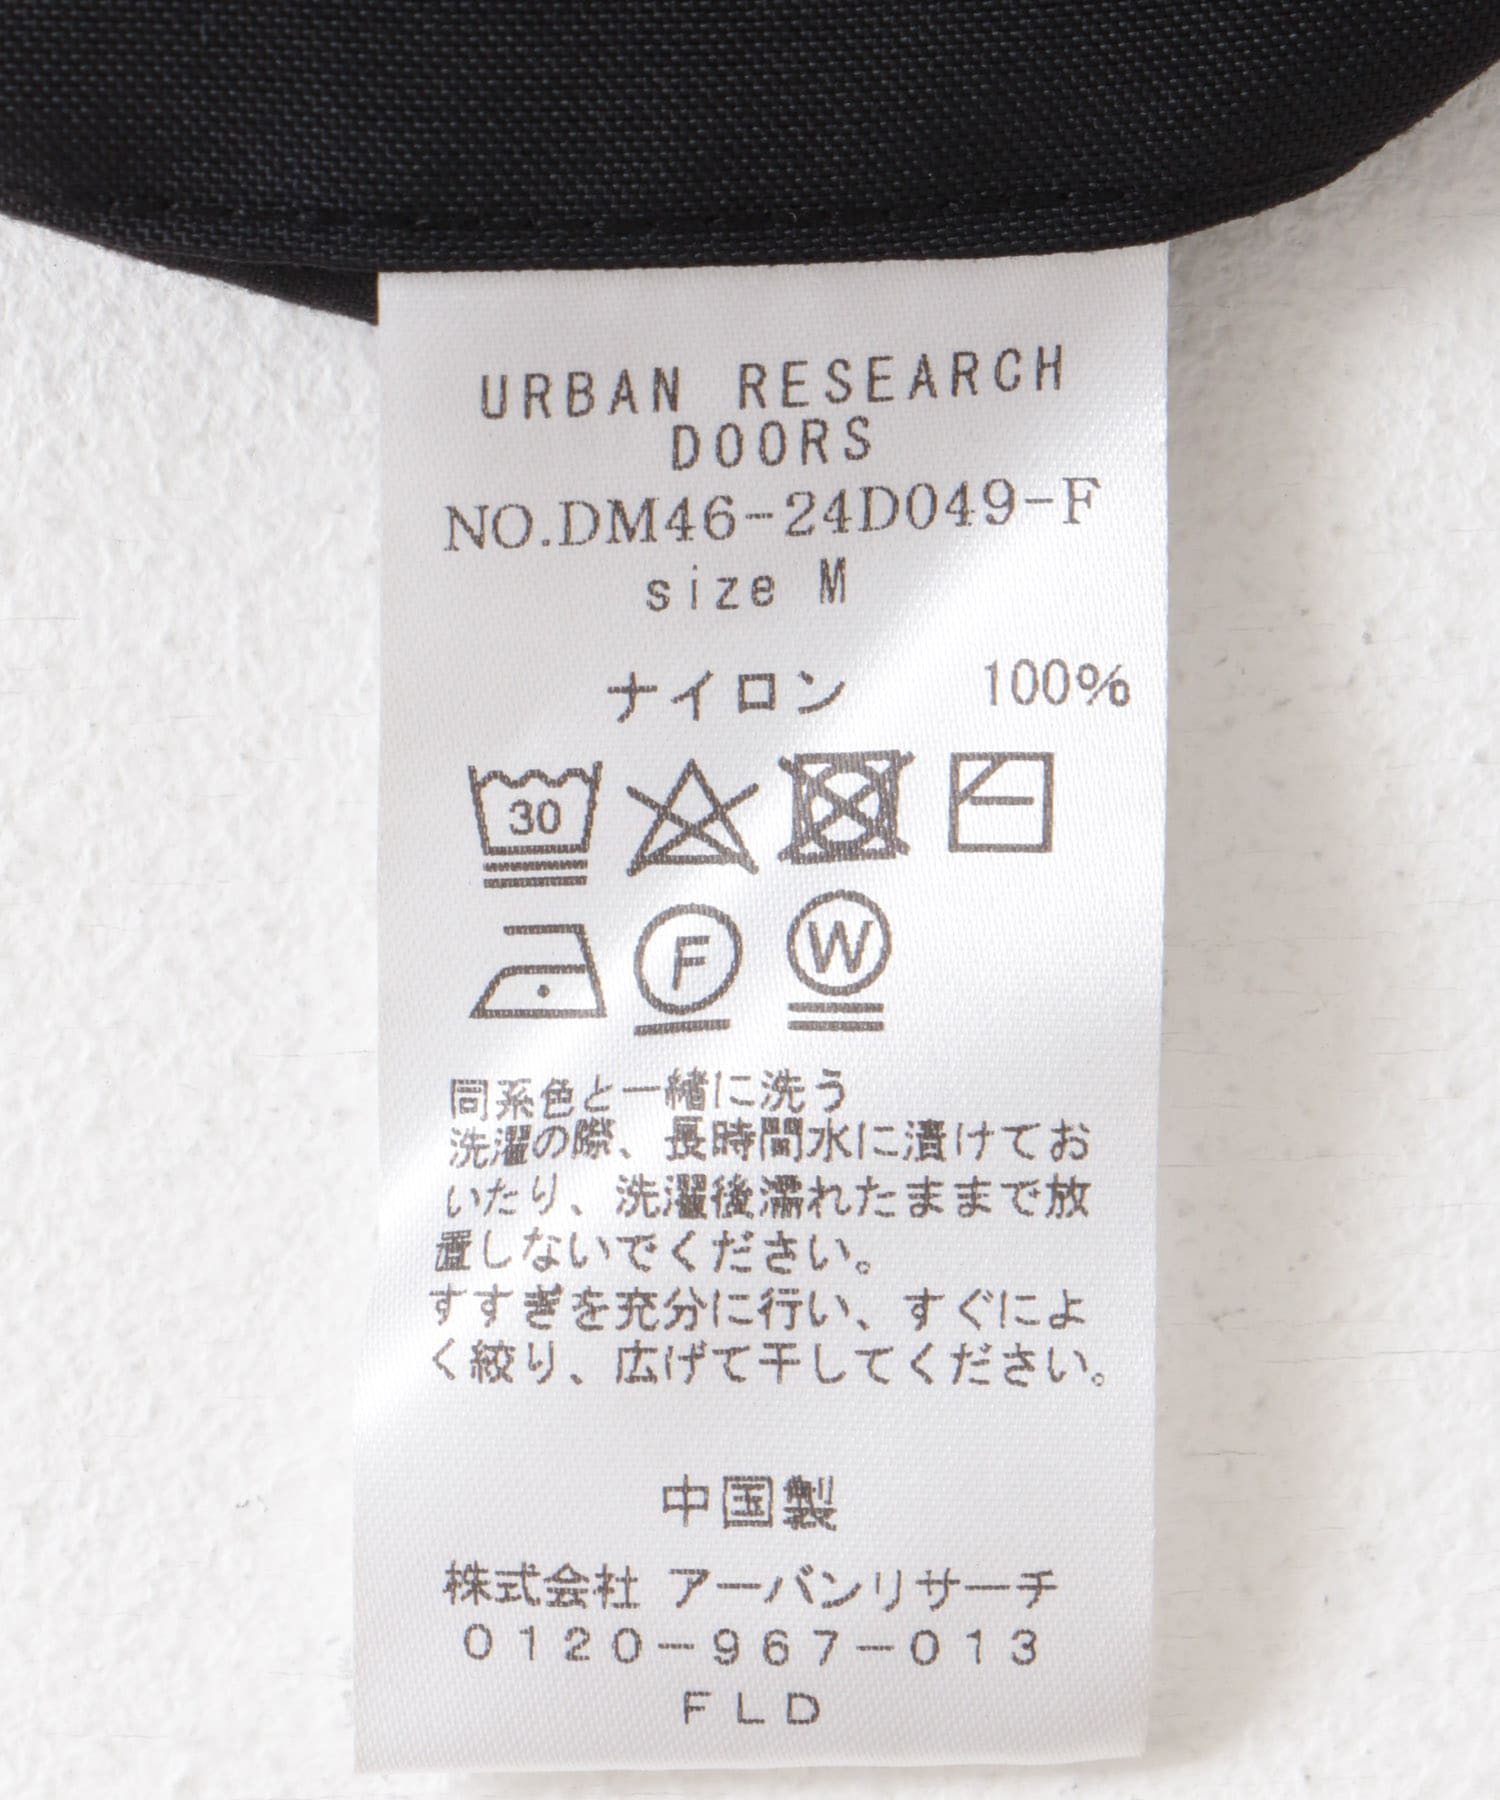 URBAN RESEARCH
DOORS
NO.DM46-24D049-F
size M
ナイロン 100%
30
F W
同系色と一緒に洗う
洗濯の際、長時間水に漬けてお
いたり、洗濯後濡れたままで放
置しないでください。
すすぎを充分に行い、すぐによ
く絞り、広げて干してください。
中国製
株式会社 アーバンリサーチ
0120-967-013
FLD